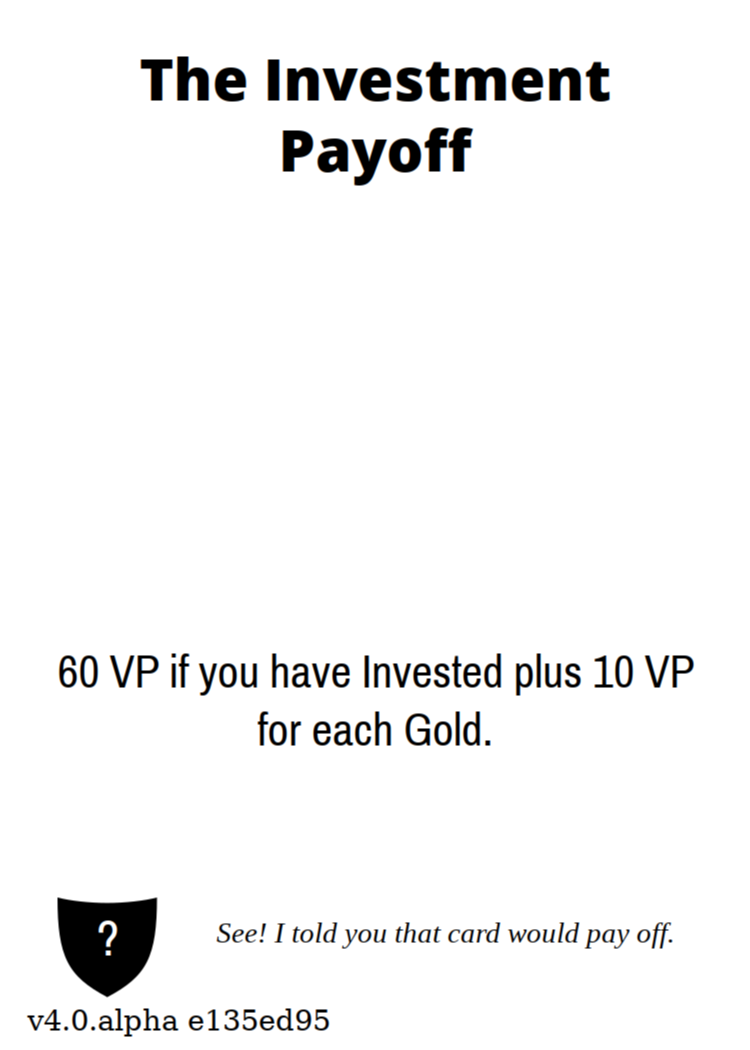 The Investment
Payoff
60 VP if you have Invested plus 10 VP
for each Gold.
?
See! I told you that card would pay off.
v4.0.alpha e135ed95